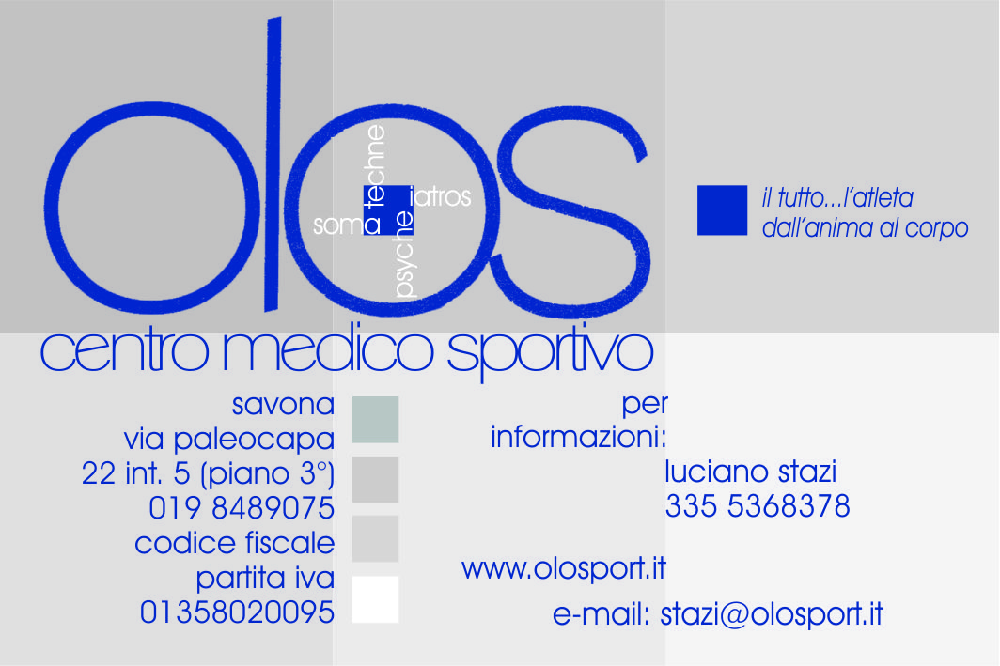 olos
techne
iatros
soma
psyche
il tutto...l'atleta
dall'anima al corpo
centro medico sportivo
savona
via paleocapa
22 int. 5 (piano 3°)
019 8489075
codice fiscale
partita iva
01358020095
per
informazioni:
luciano stazi
335 5368378
www.olosport.it
e-mail: stazi@olosport.it